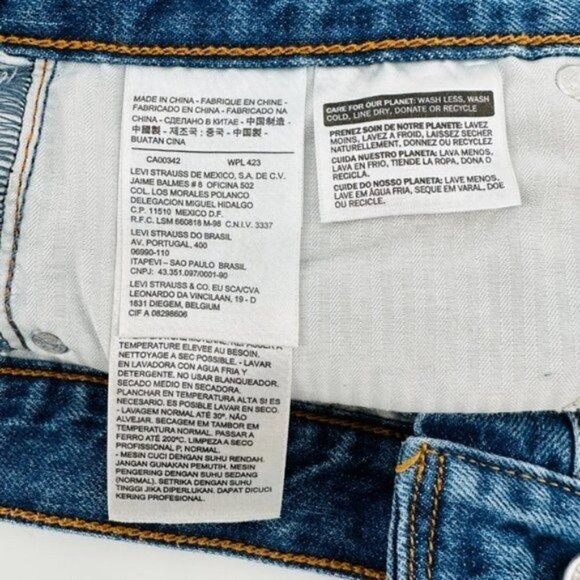 MADE IN CHINA - FABRIQUE EN CHINE -
FABRICADO EN CHINA - FABRICADO NA
CHINA - СДЕЛАНО В КИТАЕ - 中国制造 -
中國製 - 제조국 : 중국 - 中国製 -
BUATAN CINA
CA00342 WPL 423
LEVI STRAUSS DE MEXICO, S.A. DE C.V.
JAIME BALMES # 8 OFICINA 502
COL. LOS MORALES POLANCO
DELEGACION MIGUEL HIDALGO
C.P. 11510 MEXICO D.F.
R.F.C. LSM 660818 M-98 C.N.I.V. 3337
LEVI STRAUSS DO BRASIL
AV. PORTUGAL, 400
06990-110
ITAPEVI - SAO PAULO BRASIL
CNPJ: 43.351.097/0001-90
LEVI STRAUSS & CO. EU SCA/CVA
LEONARDO DA VINCILAAN, 19 - D
1831 DIEGEM, BELGIUM
CIF A 08298606
TEMPERATURE ELEVEE AU BESOIN.
NETTOYAGE A SEC POSSIBLE. - LAVAR
EN LAVADORA CON AGUA FRIA Y
DETERGENTE. NO USAR BLANQUEADOR.
SECADO MEDIO EN SECADORA.
PLANCHAR EN TEMPERATURA ALTA SI ES
NECESARIO. ES POSIBLE LAVAR EN SECO.
- LAVAGEM NORMAL ATÉ 30º. NÃO
ALVEJAR. SECAGEM EM TAMBOR EM
TEMPERATURA NORMAL. PASSAR A
FERRO ATÉ 200ºC. LIMPEZA A SECO
PROFISSIONAL P, NORMAL.
- MESIN CUCI DENGAN SUHU RENDAH.
JANGAN GUNAKAN PEMUTIH. MESIN
PENGERING DENGAN SUHU SEDANG
(NORMAL). SETRIKA DENGAN SUHU
TINGGI JIKA DIPERLUKAN. DAPAT DICUCI
KERING PROFESIONAL.
CARE FOR OUR PLANET: WASH LESS, WASH
COLD, LINE DRY, DONATE OR RECYCLE
PRENEZ SOIN DE NOTRE PLANETE: LAVEZ
MOINS, LAVEZ A FROID, LAISSEZ SECHER
NATURELLEMENT, DONNEZ OU RECYCLEZ
CUIDA NUESTRO PLANETA: LAVA MENOS,
LAVA EN FRIO, TIENDE LA ROPA, DONA O
RECICLA.
CUIDE DO NOSSO PLANETA: LAVE MENOS,
LAVE EM ÁGUA FRIA, SEQUE EM VARAL, DOE
OU RECICLE.